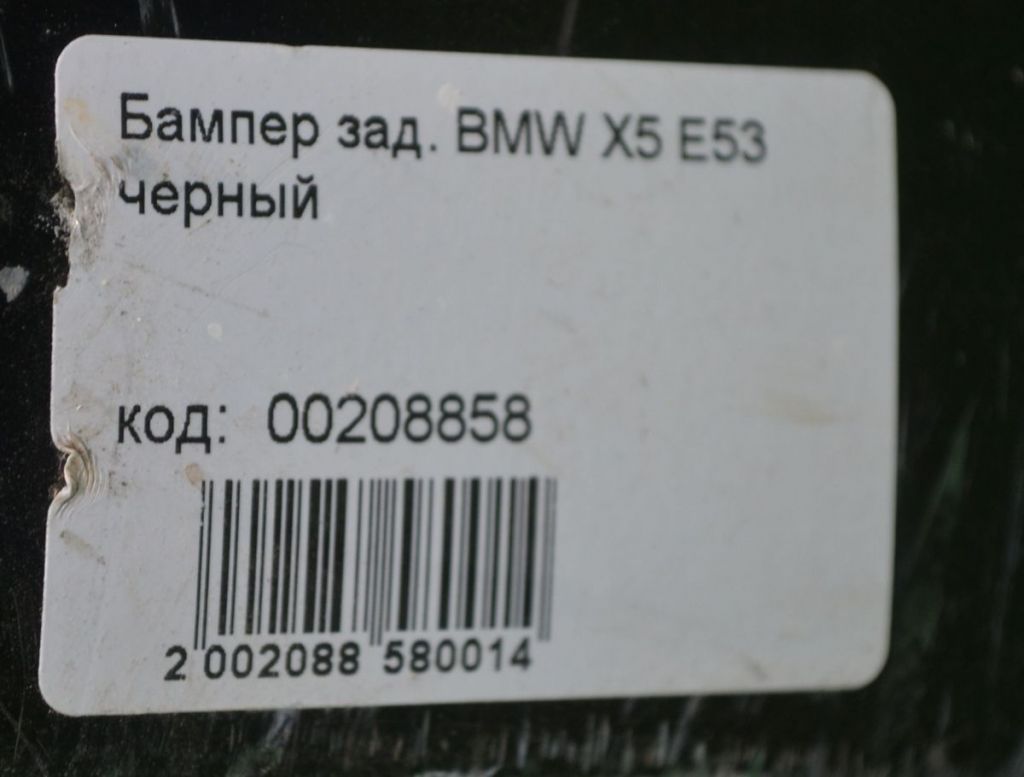 Бампер зад. BMW X5 E53
черный
код: 00208858
2 002088 580014